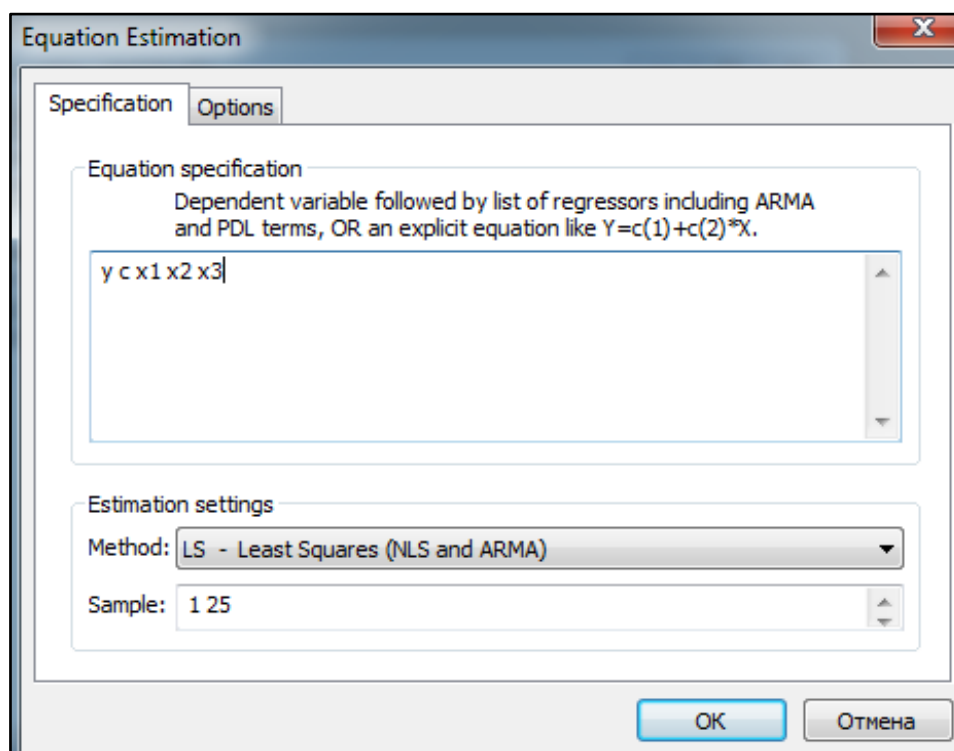 Equation Estimation
Specification Options
Equation specification
Dependent variable followed by list of regressors including ARMA
and PDL terms, OR an explicit equation like Y=c(1)+c(2)*X.
y c x1 x2 x3
Estimation settings
Method: LS - Least Squares (NLS and ARMA)
Sample: 1 25
OK Отмена